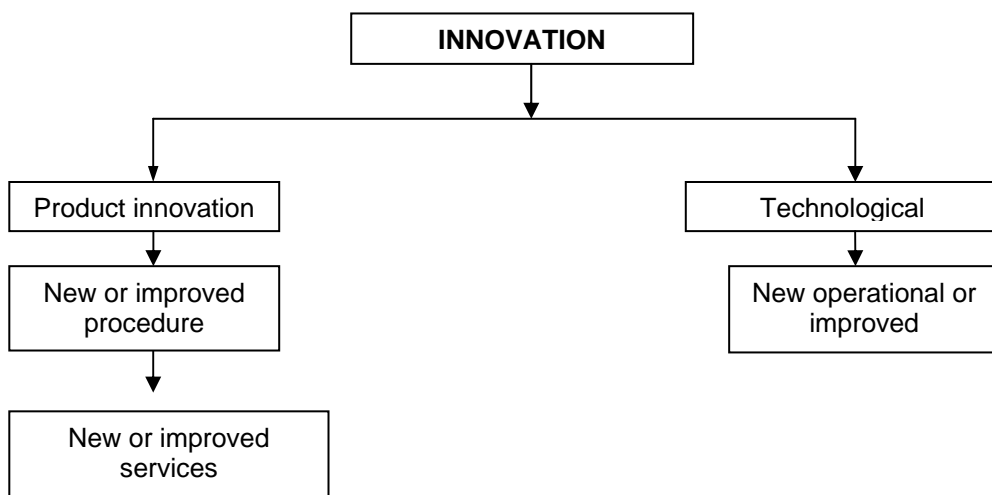 INNOVATION
Product innovation
Technological
New or improved
procedure
New operational or
improved
New or improved
services